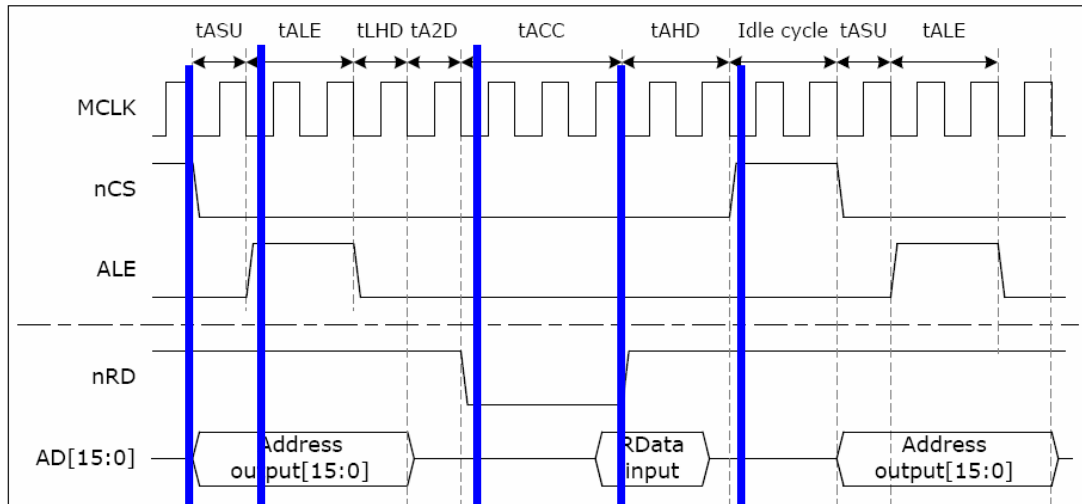 tASU tALE tLHD tA2D tACC tAHD Idle cycle tASU tALE
MCLK
nCS
ALE
nRD
AD[15:0]
Address
output[15:0]
RData
input
Address
output[15:0]